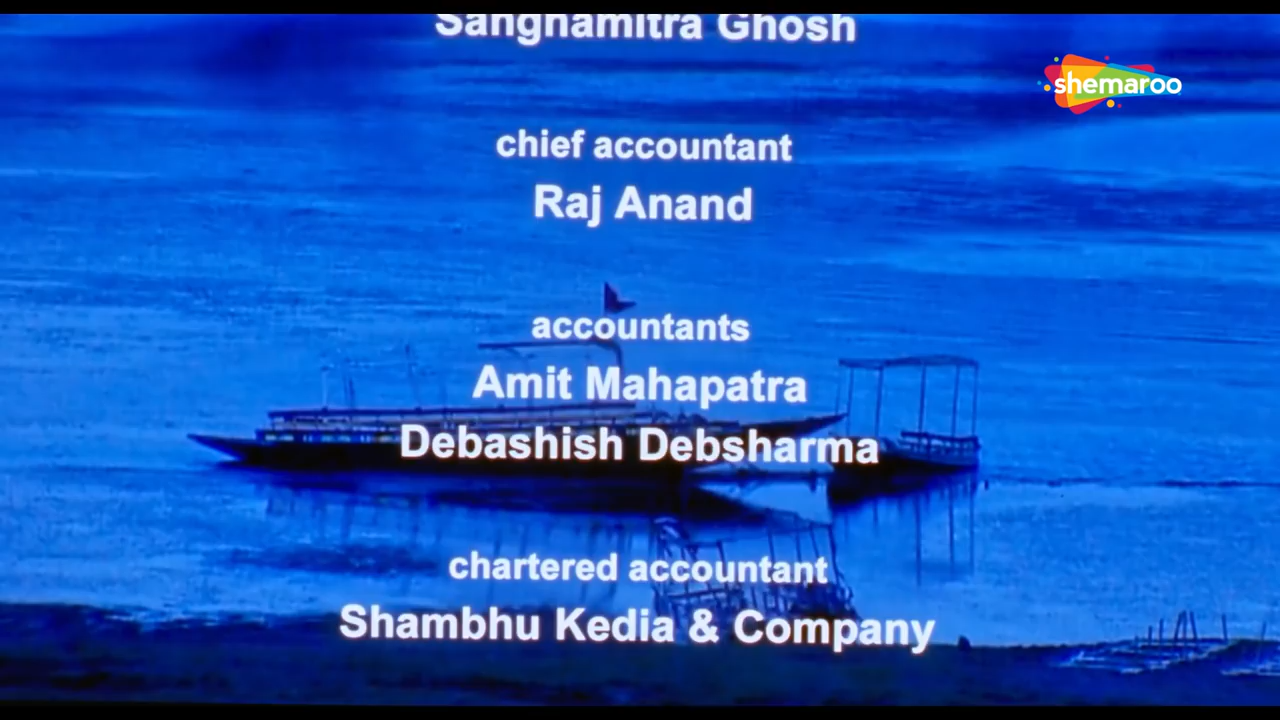 Sanghamitra Ghosh
shemaroo
chief accountant
Raj Anand
accountants
Amit Mahapatra
Debashish Debsharma
chartered accountant
Shambhu Kedia & Company